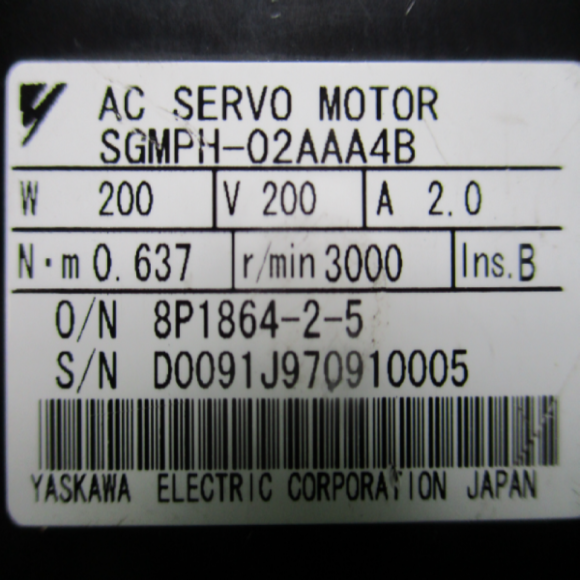 AC SERVO MOTOR
SGMPH-02AAA4B
W 200 V 200 A 2.0
N·m 0.637 r/min 3000 Ins. B
O/N 8P1864-2-5
S/N D0091J970910005
YASKAWA ELECTRIC CORPORATION JAPAN